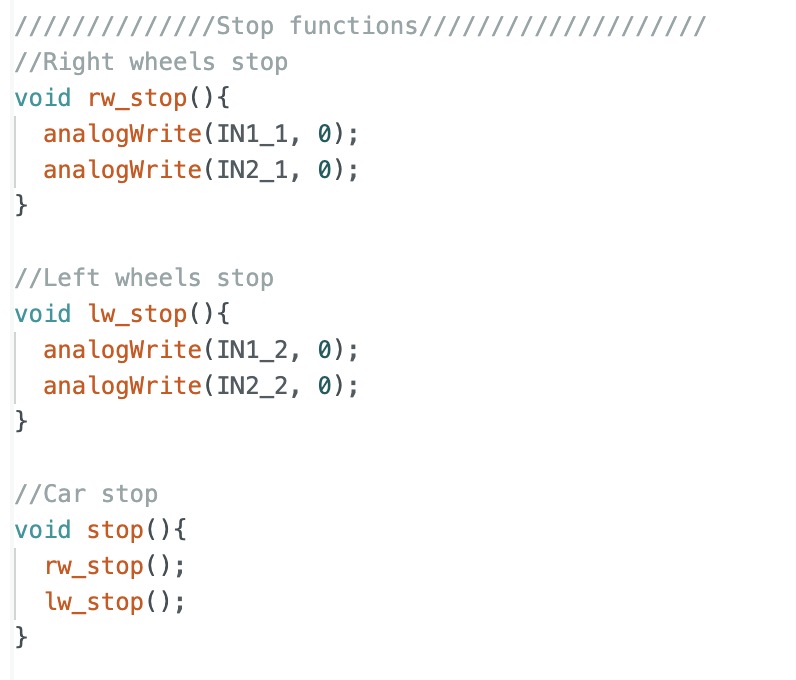 //////////////Stop functions////////////////////
//Right wheels stop
void rw_stop(){
  analogWrite(IN1_1, 0);
  analogWrite(IN2_1, 0);
}

//Left wheels stop
void lw_stop(){
  analogWrite(IN1_2, 0);
  analogWrite(IN2_2, 0);
}

//Car stop
void stop(){
  rw_stop();
  lw_stop();
}